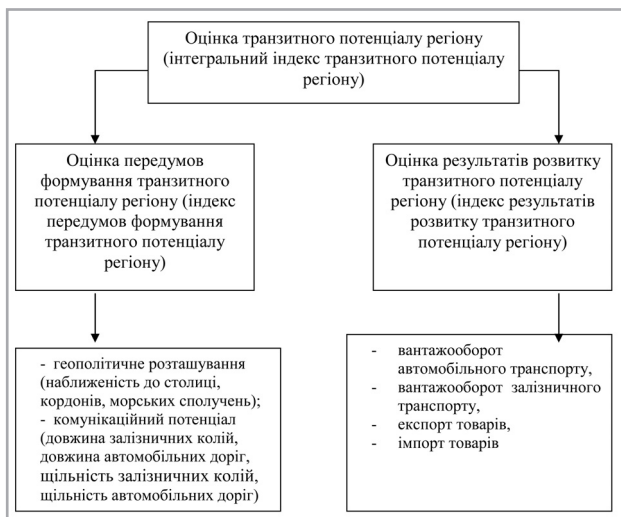 Оцінка транзитного потенціалу регіону
(інтегральний індекс транзитного потенціалу
регіону)
Оцінка передумов
формування транзитного
потенціалу регіону (індекс
передумов формування
транзитного потенціалу
регіону)
Оцінка результатів розвитку
транзитного потенціалу
регіону (індекс результатів
розвитку транзитного
потенціалу регіону)
- геополітичне розташування
(наближеність до столиці,
кордонів, морських сполучень);
- комунікаційний потенціал
(довжина залізничних колій,
довжина автомобільних доріг,
щільність залізничних колій,
щільність автомобільних доріг)
- вантажооборот
автомобільного транспорту,
- вантажооборот залізничного
транспорту,
- експорт товарів,
- імпорт товарів